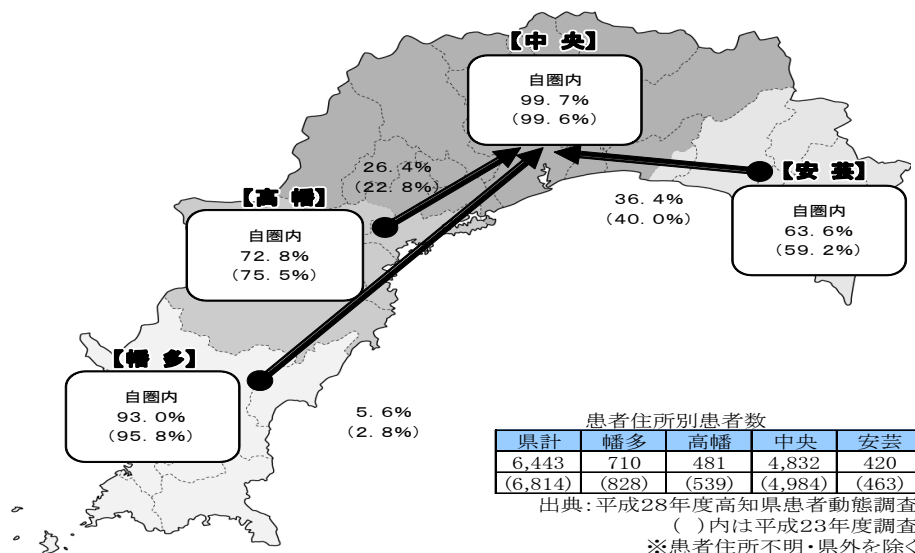 【中 央】
自圏内
99.7%
(99.6%)
26.4%
(22.8%)
【高 幡】
自圏内
72.8%
(75.5%)
【安 芸】
自圏内
63.6%
(59.2%)
36.4%
(40.0%)
【幡 多】
自圏内
93.0%
(95.8%)
5.6%
(2.8%)
患者住所別患者数
県計 幡多 高幡 中央 安芸
6,443 710 481 4,832 420
(6,814) (828) (539) (4,984) (463)
出典:平成28年度高知県患者動態調査
( )内は平成23年度調査
※患者住所不明・県外を除く